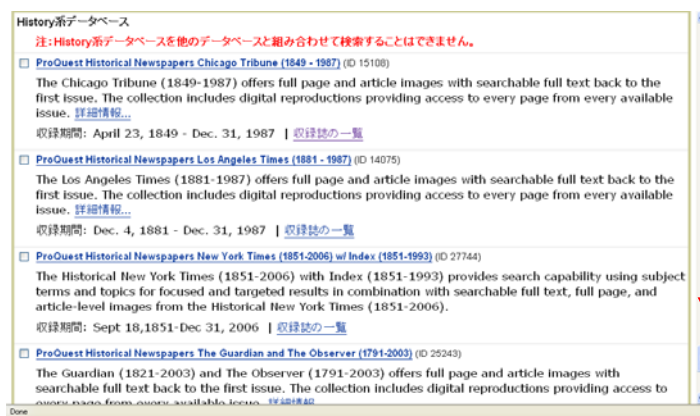 History系データベース
注:History系データベースを他のデータベースと組み合わせて検索することはできません。
ProQuest Historical Newspapers Chicago Tribune (1849 - 1987) (ID 15108)
The Chicago Tribune (1849-1987) offers full page and article images with searchable full text back to the
first issue. The collection includes digital reproductions providing access to every page from every available
issue. 詳細情報...
収録期間: April 23, 1849 - Dec. 31, 1987 | 収録誌の一覧
ProQuest Historical Newspapers Los Angeles Times (1881 - 1987) (ID 14075)
The Los Angeles Times (1881-1987) offers full page and article images with searchable full text back to the
first issue. The collection includes digital reproductions providing access to every page from every available
issue. 詳細情報...
収録期間: Dec. 4, 1881 - Dec. 31, 1987 | 収録誌の一覧
ProQuest Historical Newspapers New York Times (1851-2006) w/ Index (1851-1993) (ID 27744)
The Historical New York Times (1851-2006) with Index (1851-1993) provides search capability using subject
terms and topics for focused and targeted results in combination with searchable full text, full page, and
article-level images from the Historical New York Times (1851-2006).
収録期間: Sept 18,1851-Dec 31, 2006 | 収録誌の一覧
ProQuest Historical Newspapers The Guardian and The Observer (1791-2003) (ID 25243)
The Guardian (1821-2003) and The Observer (1791-2003) offers full page and article images with
searchable full text back to the first issue. The collection includes digital reproductions providing access to
every page from every available issue. 詳細情報
Done